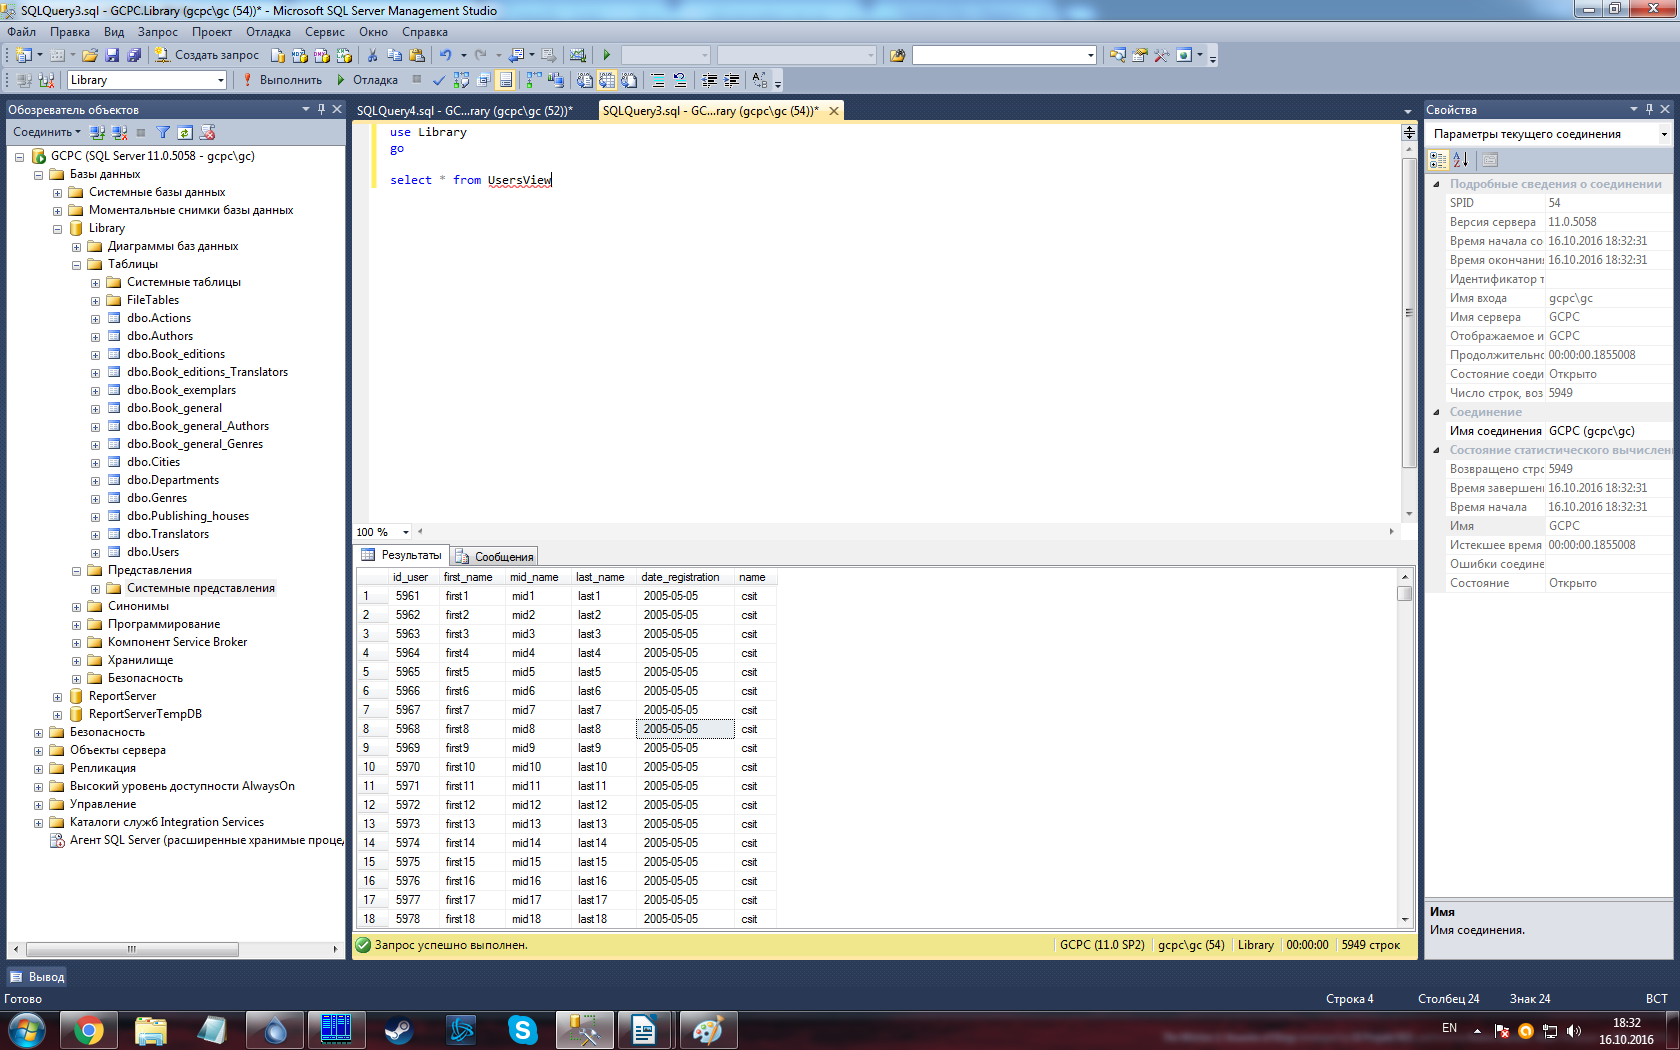 SQLQuery3.sql - GCPC.Library (gcpc\gc (54))* - Microsoft SQL Server Management Studio
Файл Правка Вид Запрос Проект Отладка Сервис Окно Справка
Создать запрос
Library Выполнить Отладка
Обозреватель объектов
Соединить
GCPC (SQL Server 11.0.5058 - gcpc\gc)
Базы данных
Системные базы данных
Моментальные снимки базы данных
Library
Диаграммы баз данных
Таблицы
Системные таблицы
FileTables
dbo.Actions
dbo.Authors
dbo.Book_editions
dbo.Book_editions_Translators
dbo.Book_exemplars
dbo.Book_general
dbo.Book_general_Authors
dbo.Book_general_Genres
dbo.Cities
dbo.Departments
dbo.Genres
dbo.Publishing_houses
dbo.Translators
dbo.Users
Представления
Системные представления
Синонимы
Программирование
Компонент Service Broker
Хранилище
Безопасность
ReportServer
ReportServerTempDB
Безопасность
Объекты сервера
Репликация
Высокий уровень доступности AlwaysOn
Управление
Каталоги служб Integration Services
Агент SQL Server (расширенные хранимые проце,
SQLQuery4.sql - GC...rary (gcpc\gc (52))* SQLQuery3.sql - GC...rary (gcpc\gc (54))*
use Library
go
select * from UsersView
100 %
Результаты Сообщения
id_user first_name mid_name last_name date_registration name
1 5961 first1 mid1 last1 2005-05-05 csit
2 5962 first2 mid2 last2 2005-05-05 csit
3 5963 first3 mid3 last3 2005-05-05 csit
4 5964 first4 mid4 last4 2005-05-05 csit
5 5965 first5 mid5 last5 2005-05-05 csit
6 5966 first6 mid6 last6 2005-05-05 csit
7 5967 first7 mid7 last7 2005-05-05 csit
8 5968 first8 mid8 last8 2005-05-05 csit
9 5969 first9 mid9 last9 2005-05-05 csit
10 5970 first10 mid10 last10 2005-05-05 csit
11 5971 first11 mid11 last11 2005-05-05 csit
12 5972 first12 mid12 last12 2005-05-05 csit
13 5973 first13 mid13 last13 2005-05-05 csit
14 5974 first14 mid14 last14 2005-05-05 csit
15 5975 first15 mid15 last15 2005-05-05 csit
16 5976 first16 mid16 last16 2005-05-05 csit
17 5977 first17 mid17 last17 2005-05-05 csit
18 5978 first18 mid18 last18 2005-05-05 csit
Запрос успешно выполнен. GCPC (11.0 SP2) gcpc\gc (54) Library 00:00:00 5949 строк
Свойства
Параметры текущего соединения
Подробные сведения о соединении
SPID 54
Версия сервера 11.0.5058
Время начала со 16.10.2016 18:32:31
Время окончани 16.10.2016 18:32:31
Идентификатор т
Имя входа gcpc\gc
Имя сервера GCPC
Отображаемое и GCPC
Продолжительно 00:00:00.1855008
Состояние соеди Открыто
Число строк, воз 5949
Соединение
Имя соединения GCPC (gcpc\gc)
Состояние статистического вычислен
Возвращено стро 5949
Время завершен 16.10.2016 18:32:31
Время начала 16.10.2016 18:32:31
Имя GCPC
Истекшее время 00:00:00.1855008
Ошибки соедине
Состояние Открыто
Имя
Имя соединения.
Вывод
Готово Строка 4 Столбец 24 Знак 24 ВСТ
EN 18:32
16.10.2016